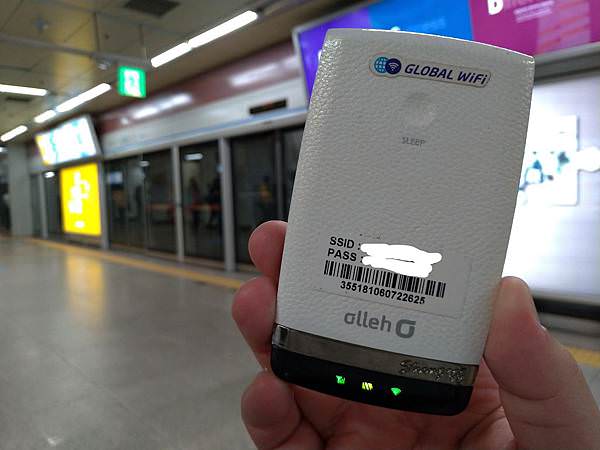 GLOBAL WiFi
SLEEP
SSID :
PASS :
355181060722625
olleh